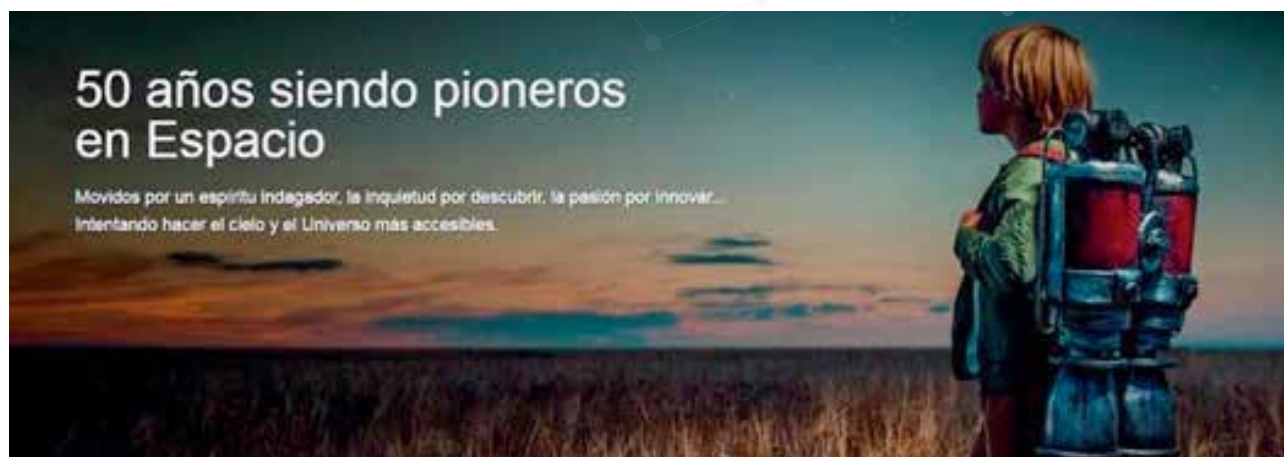 50 años siendo pioneros
en Espacio
Movidos por un espíritu indagador, la inquietud por descubrir, la pasión por innovar...
Intentando hacer el cielo y el Universo más accesibles.